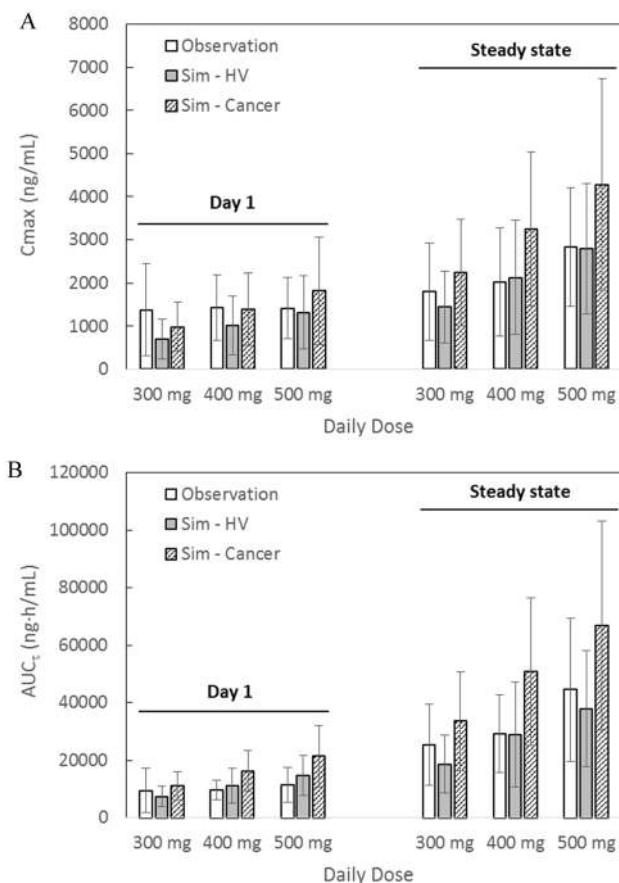 A
8000
7000
6000
5000
4000
3000
2000
1000
0
Cmax (ng/mL)
Observation
Sim - HV
Sim - Cancer
Day 1
Steady state
300 mg 400 mg 500 mg 300 mg 400 mg 500 mg
Daily Dose
B
120000
100000
80000
60000
40000
20000
0
AUCτ (ng·h/mL)
Observation
Sim - HV
Sim - Cancer
Day 1
Steady state
300 mg 400 mg 500 mg 300 mg 400 mg 500 mg
Daily Dose